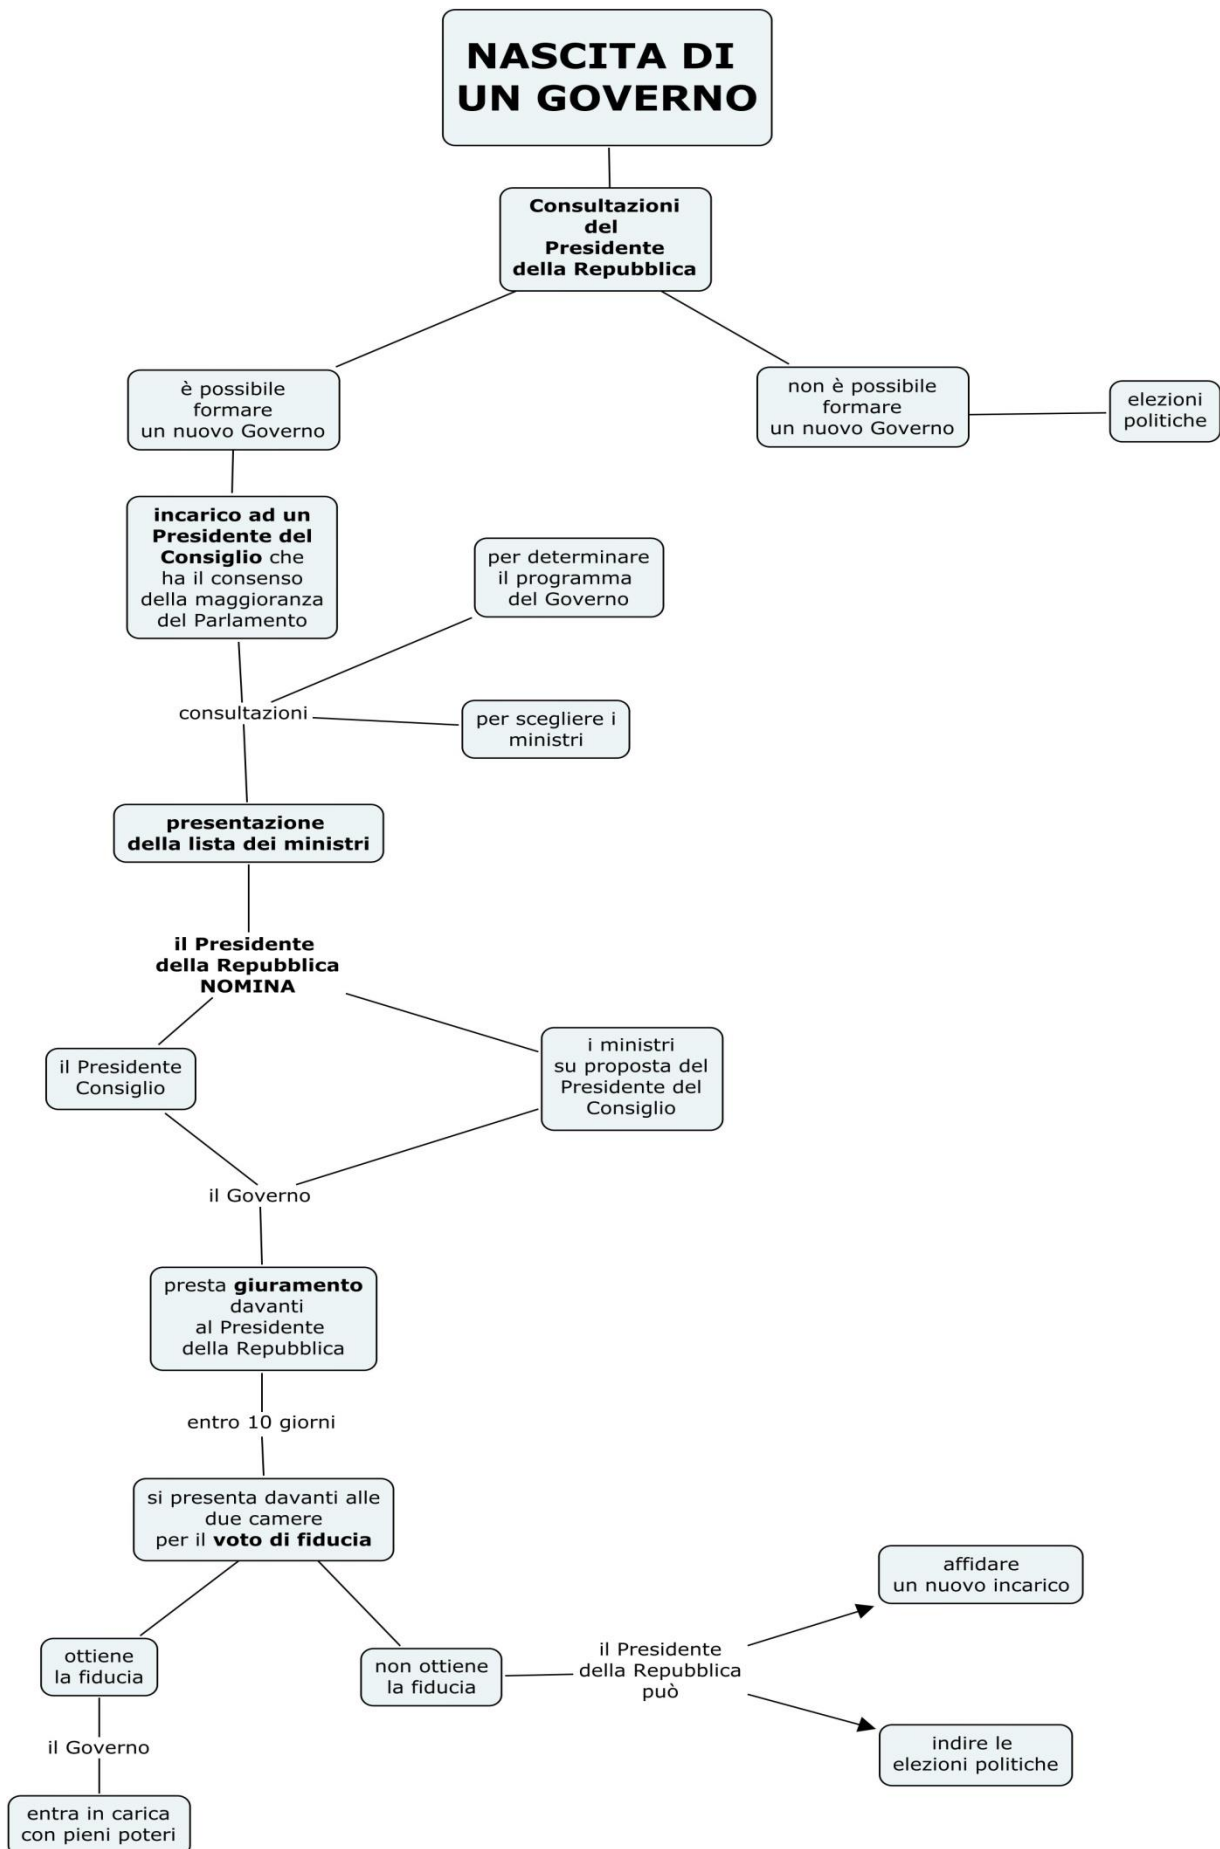 NASCITA DI
UN GOVERNO
Consultazioni
del
Presidente
della Repubblica
è possibile
formare
un nuovo Governo
non è possibile
formare
un nuovo Governo
elezioni
politiche
incarico ad un
Presidente del
Consiglio che
ha il consenso
della maggioranza
del Parlamento
per determinare
il programma
del Governo
consultazioni
per scegliere i
ministri
presentazione
della lista dei ministri
il Presidente
della Repubblica
NOMINA
il Presidente
Consiglio
i ministri
su proposta del
Presidente del
Consiglio
il Governo
presta giuramento
davanti
al Presidente
della Repubblica
entro 10 giorni
si presenta davanti alle
due camere
per il voto di fiducia
ottiene
la fiducia
non ottiene
la fiducia
il Presidente
della Repubblica
può
affidare
un nuovo incarico
indire le
elezioni politiche
il Governo
entra in carica
con pieni poteri